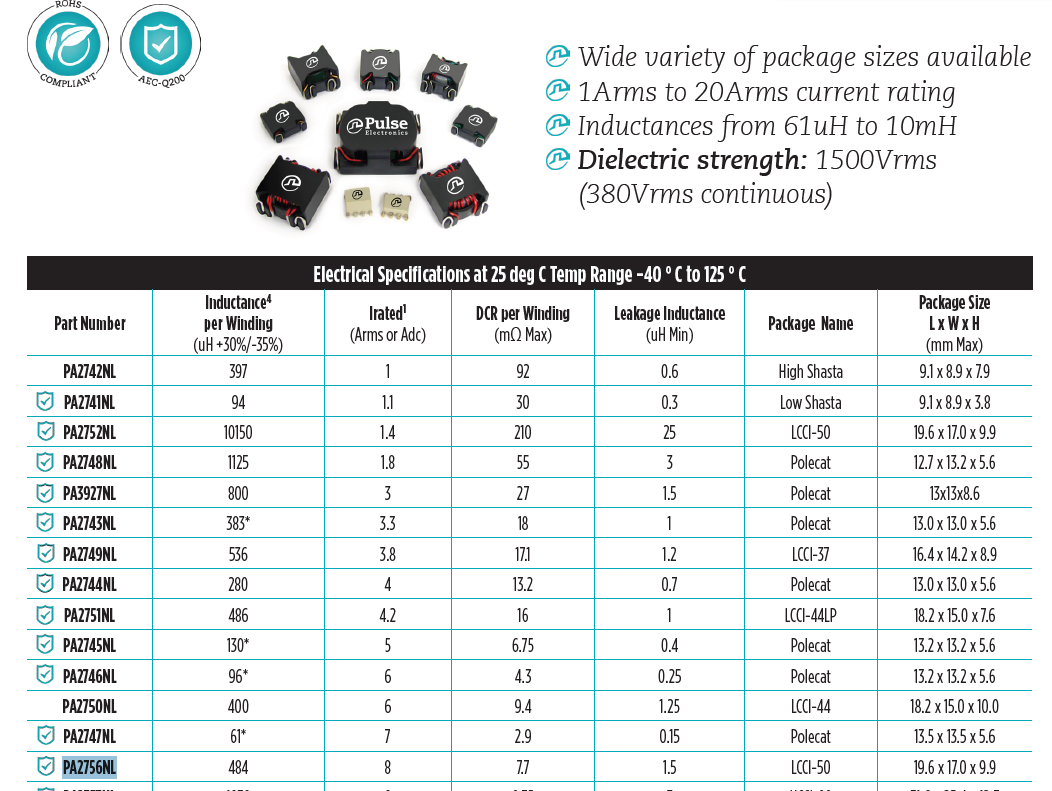 ROHS
COMPLIANT
AEC-Q200
Pulse
Electronics
Wide variety of package sizes available
1Arms to 20Arms current rating
Inductances from 61uH to 10mH
Dielectric strength: 1500Vrms
(380Vrms continuous)
Electrical Specifications at 25 deg C Temp Range -40 º C to 125 º C
Part Number Inductance⁴ per Winding (uH +30%/-35%) Irated¹ (Arms or Adc) DCR per Winding (mΩ Max) Leakage Inductance (uH Min) Package Name Package Size L x W x H (mm Max)
PA2742NL 397 1 92 0.6 High Shasta 9.1 x 8.9 x 7.9
PA2741NL 94 1.1 30 0.3 Low Shasta 9.1 x 8.9 x 3.8
PA2752NL 10150 1.4 210 25 LCCI-50 19.6 x 17.0 x 9.9
PA2748NL 1125 1.8 55 3 Polecat 12.7 x 13.2 x 5.6
PA3927NL 800 3 27 1.5 Polecat 13x13x8.6
PA2743NL 383* 3.3 18 1 Polecat 13.0 x 13.0 x 5.6
PA2749NL 536 3.8 17.1 1.2 LCCI-37 16.4 x 14.2 x 8.9
PA2744NL 280 4 13.2 0.7 Polecat 13.0 x 13.0 x 5.6
PA2751NL 486 4.2 16 1 LCCI-44LP 18.2 x 15.0 x 7.6
PA2745NL 130* 5 6.75 0.4 Polecat 13.2 x 13.2 x 5.6
PA2746NL 96* 6 4.3 0.25 Polecat 13.2 x 13.2 x 5.6
PA2750NL 400 6 9.4 1.25 LCCI-44 18.2 x 15.0 x 10.0
PA2747NL 61* 7 2.9 0.15 Polecat 13.5 x 13.5 x 5.6
PA2756NL 484 8 7.7 1.5 LCCI-50 19.6 x 17.0 x 9.9